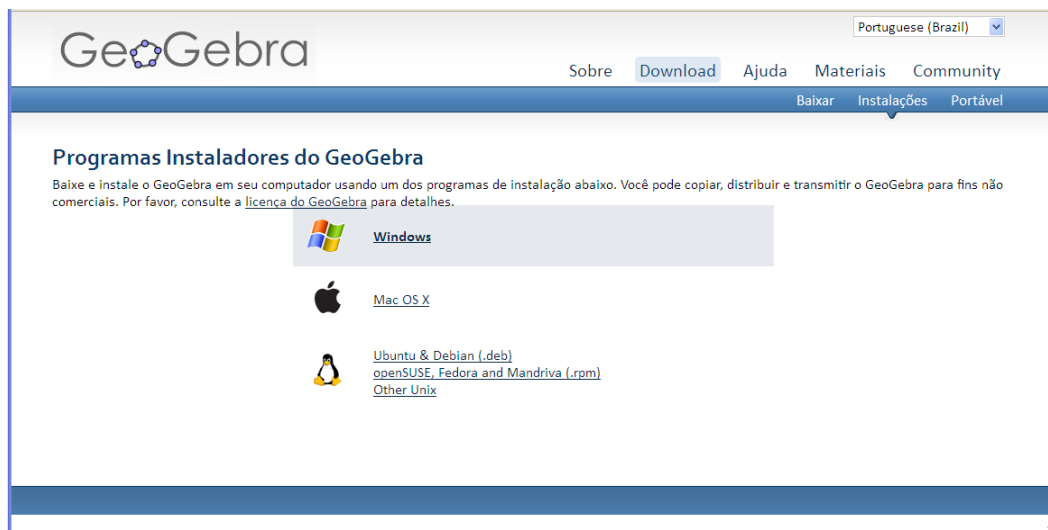 Portuguese (Brazil)
GeoGebra
Sobre Download Ajuda Materiais Community
Baixar Instalações Portável
Programas Instaladores do GeoGebra
Baixe e instale o GeoGebra em seu computador usando um dos programas de instalação abaixo. Você pode copiar, distribuir e transmitir o GeoGebra para fins não
comerciais. Por favor, consulte a licença do GeoGebra para detalhes.
Windows
Mac OS X
Ubuntu & Debian (.deb)
openSUSE, Fedora and Mandriva (.rpm)
Other Unix